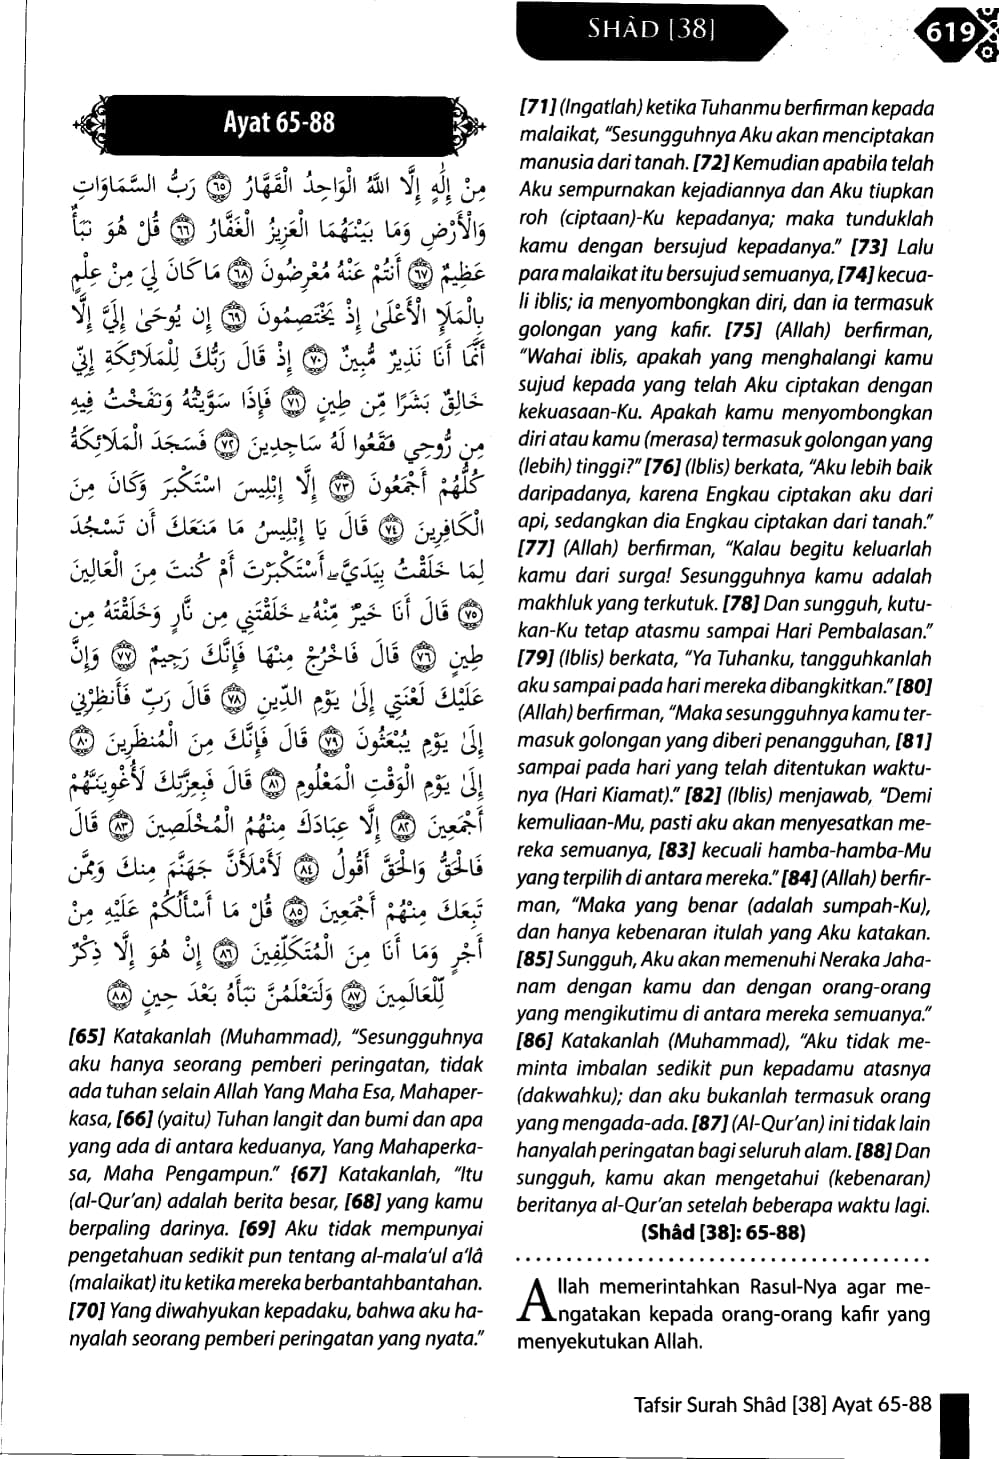 SHÂD [38]
619
Ayat 65-88
مِنْ إِلَٰهٍ إِلَّا اللَّهُ الْوَاحِدُ الْقَهَّارُ ﴿٦٥﴾ رَبُّ السَّمَاوَاتِ
وَالْأَرْضِ وَمَا بَيْنَهُمَا الْعَزِيزُ الْغَفَّارُ ﴿٦٦﴾ قُلْ هُوَ نَبَأٌ
عَظِيمٌ ﴿٦٧﴾ أَنتُمْ عَنْهُ مُعْرِضُونَ ﴿٦٨﴾ مَا كَانَ لِيَ مِنْ عِلْمٍ
بِالْمَلَإِ الْأَعْلَىٰ إِذْ يَخْتَصِمُونَ ﴿٦٩﴾ إِن يُوحَىٰ إِلَيَّ إِلَّا
أَنَّمَا أَنَا نَذِيرٌ مُّبِينٌ ﴿٧٠﴾ إِذْ قَالَ رَبُّكَ لِلْمَلَائِكَةِ إِنِّي
خَالِقٌ بَشَرًا مِّن طِينٍ ﴿٧١﴾ فَإِذَا سَوَّيْتُهُ وَنَفَخْتُ فِيهِ
مِن رُّوحِي فَقَعُوا لَهُ سَاجِدِينَ ﴿٧٢﴾ فَسَجَدَ الْمَلَائِكَةُ
كُلُّهُمْ أَجْمَعُونَ ﴿٧٣﴾ إِلَّا إِبْلِيسَ اسْتَكْبَرَ وَكَانَ مِنَ
الْكَافِرِينَ ﴿٧٤﴾ قَالَ يَا إِبْلِيسُ مَا مَنَعَكَ أَن تَسْجُدَ
لِمَا خَلَقْتُ بِيَدَيَّ ۖ أَسْتَكْبَرْتَ أَمْ كُنتَ مِنَ الْعَالِينَ
﴿٧٥﴾ قَالَ أَنَا خَيْرٌ مِّنْهُ ۖ خَلَقْتَنِي مِن نَّارٍ وَخَلَقْتَهُ مِن
طِينٍ ﴿٧٦﴾ قَالَ فَاخْرُجْ مِنْهَا فَإِنَّكَ رَجِيمٌ ﴿٧٧﴾ وَإِنَّ
عَلَيْكَ لَعْنَتِي إِلَىٰ يَوْمِ الدِّينِ ﴿٧٨﴾ قَالَ رَبِّ فَأَنظِرْنِي
إِلَىٰ يَوْمِ يُبْعَثُونَ ﴿٧٩﴾ قَالَ فَإِنَّكَ مِنَ الْمُنظَرِينَ ﴿٨٠﴾
إِلَىٰ يَوْمِ الْوَقْتِ الْمَعْلُومِ ﴿٨١﴾ قَالَ فَبِعِزَّتِكَ لَأُغْوِيَنَّهُمْ
أَجْمَعِينَ ﴿٨٢﴾ إِلَّا عِبَادَكَ مِنْهُمُ الْمُخْلَصِينَ ﴿٨٣﴾ قَالَ
فَالْحَقُّ وَالْحَقَّ أَقُولُ ﴿٨٤﴾ لَأَمْلَأَنَّ جَهَنَّمَ مِنكَ وَمِمَّن
تَبِعَكَ مِنْهُمْ أَجْمَعِينَ ﴿٨٥﴾ قُلْ مَا أَسْأَلُكُمْ عَلَيْهِ مِنْ
أَجْرٍ وَمَا أَنَا مِنَ الْمُتَكَلِّفِينَ ﴿٨٦﴾ إِنْ هُوَ إِلَّا ذِكْرٌ
لِّلْعَالَمِينَ ﴿٨٧﴾ وَلَتَعْلَمُنَّ نَبَأَهُ بَعْدَ حِينٍ ﴿٨٨﴾
[65] Katakanlah (Muhammad), “Sesungguhnya
aku hanya seorang pemberi peringatan, tidak
ada tuhan selain Allah Yang Maha Esa, Mahaper-
kasa, [66] (yaitu) Tuhan langit dan bumi dan apa
yang ada di antara keduanya, Yang Mahaperka-
sa, Maha Pengampun.” {67] Katakanlah, “Itu
(al-Qur’an) adalah berita besar, [68] yang kamu
berpaling darinya. [69] Aku tidak mempunyai
pengetahuan sedikit pun tentang al-mala’ul a‘lâ
(malaikat) itu ketika mereka berbantahbantahan.
[70] Yang diwahyukan kepadaku, bahwa aku ha-
nyalah seorang pemberi peringatan yang nyata.”
[71] (Ingatlah) ketika Tuhanmu berfirman kepada
malaikat, “Sesungguhnya Aku akan menciptakan
manusia dari tanah. [72] Kemudian apabila telah
Aku sempurnakan kejadiannya dan Aku tiupkan
roh (ciptaan)-Ku kepadanya; maka tunduklah
kamu dengan bersujud kepadanya.” [73] Lalu
para malaikat itu bersujud semuanya, [74] kecua-
li iblis; ia menyombongkan diri, dan ia termasuk
golongan yang kafir. [75] (Allah) berfirman,
“Wahai iblis, apakah yang menghalangi kamu
sujud kepada yang telah Aku ciptakan dengan
kekuasaan-Ku. Apakah kamu menyombongkan
diri atau kamu (merasa) termasuk golongan yang
(lebih) tinggi?” [76] (Iblis) berkata, “Aku lebih baik
daripadanya, karena Engkau ciptakan aku dari
api, sedangkan dia Engkau ciptakan dari tanah.”
[77] (Allah) berfirman, “Kalau begitu keluarlah
kamu dari surga! Sesungguhnya kamu adalah
makhluk yang terkutuk. [78] Dan sungguh, kutu-
kan-Ku tetap atasmu sampai Hari Pembalasan.”
[79] (Iblis) berkata, “Ya Tuhanku, tangguhkanlah
aku sampai pada hari mereka dibangkitkan.” [80]
(Allah) berfirman, “Maka sesungguhnya kamu ter-
masuk golongan yang diberi penangguhan, [81]
sampai pada hari yang telah ditentukan waktu-
nya (Hari Kiamat).” [82] (Iblis) menjawab, “Demi
kemuliaan-Mu, pasti aku akan menyesatkan me-
reka semuanya, [83] kecuali hamba-hamba-Mu
yang terpilih di antara mereka.” [84] (Allah) berfir-
man, “Maka yang benar (adalah sumpah-Ku),
dan hanya kebenaran itulah yang Aku katakan.
[85] Sungguh, Aku akan memenuhi Neraka Jaha-
nam dengan kamu dan dengan orang-orang
yang mengikutimu di antara mereka semuanya.”
[86] Katakanlah (Muhammad), “Aku tidak me-
minta imbalan sedikit pun kepadamu atasnya
(dakwahku); dan aku bukanlah termasuk orang
yang mengada-ada. [87] (Al-Qur’an) ini tidak lain
hanyalah peringatan bagi seluruh alam. [88] Dan
sungguh, kamu akan mengetahui (kebenaran)
beritanya al-Qur’an setelah beberapa waktu lagi.
(Shâd [38]: 65-88)
Allah memerintahkan Rasul-Nya agar me-
ngatakan kepada orang-orang kafir yang
menyekutukan Allah.
Tafsir Surah Shâd [38] Ayat 65-88